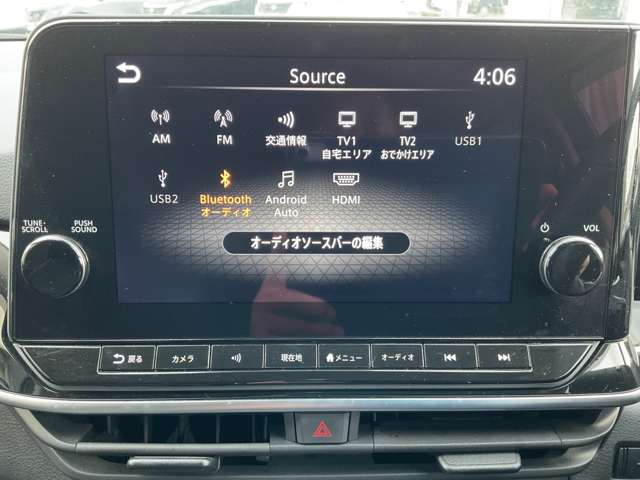 Source 4:06
AM FM 交通情報 TV1 TV2 USB1
自宅エリア おでかけエリア
USB2 Bluetooth Android HDMI
オーディオ Auto
オーディオソースバーの編集
TUNE· PUSH VOL
SCROLL SOUND
戻る カメラ 現在地 メニュー オーディオ